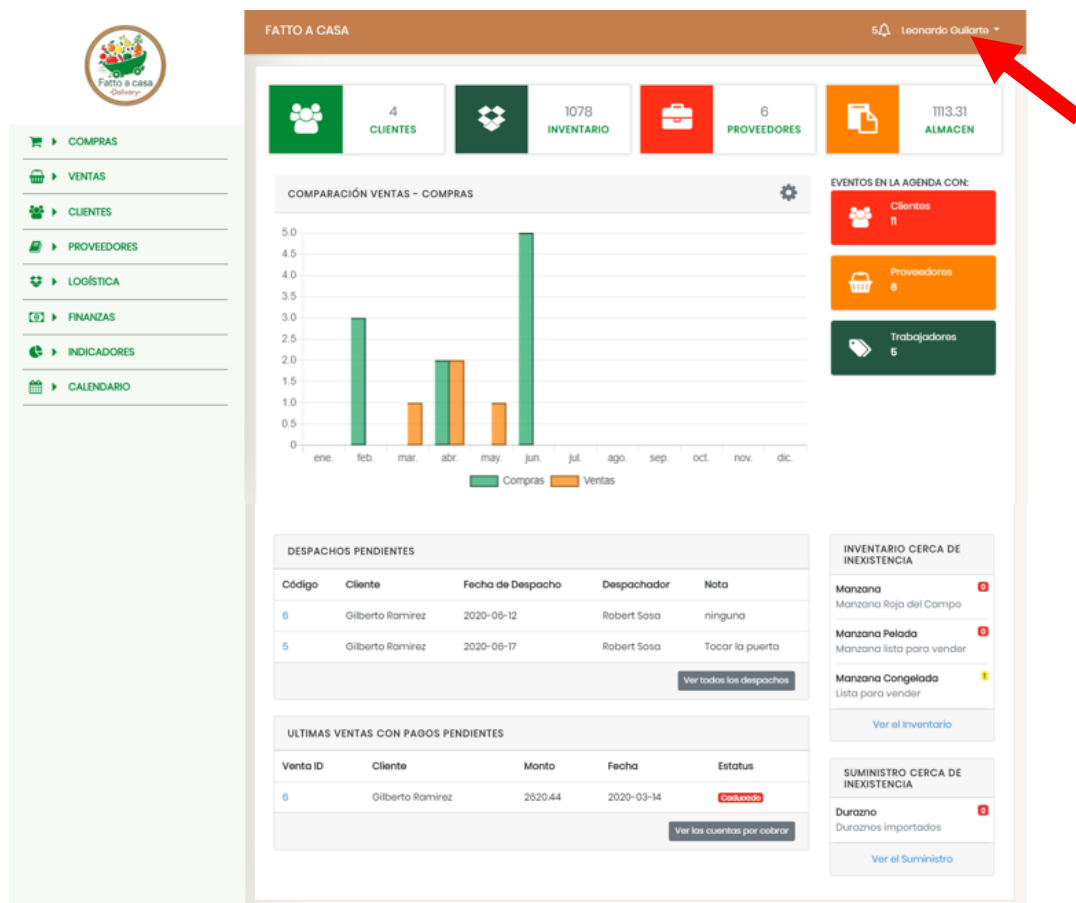 Fatto a casa
-Delivery-
COMPRAS
VENTAS
CLIENTES
PROVEEDORES
LOGÍSTICA
FINANZAS
INDICADORES
CALENDARIO
FATTO A CASA
5 Leonardo Guilarte
4
CLIENTES
1078
INVENTARIO
6
PROVEEDORES
1113.31
ALMACEN
COMPARACIÓN VENTAS - COMPRAS
5.0
4.5
4.0
3.5
3.0
2.5
2.0
1.5
1.0
0.5
0
ene. feb. mar. abr. may. jun. jul. ago. sep. oct. nov. dic.
Compras Ventas
EVENTOS EN LA AGENDA CON:
Clientes
11
Proveedores
6
Trabajadores
5
DESPACHOS PENDIENTES
Código Cliente Fecha de Despacho Despachador Nota
6 Gilberto Ramirez 2020-06-12 Robert Sosa ninguna
5 Gilberto Ramirez 2020-06-17 Robert Sosa Tocar la puerta
Ver todos los despachos
ULTIMAS VENTAS CON PAGOS PENDIENTES
Venta ID Cliente Monto Fecha Estatus
6 Gilberto Ramirez 2620.44 2020-03-14 Caducado
Ver las cuentas por cobrar
INVENTARIO CERCA DE
INEXISTENCIA
Manzana 0
Manzana Roja del Campo
Manzana Pelada 0
Manzana lista para vender
Manzana Congelada 1
Lista para vender
Ver el Inventario
SUMINISTRO CERCA DE
INEXISTENCIA
Durazno 0
Duraznos importados
Ver el Suministro